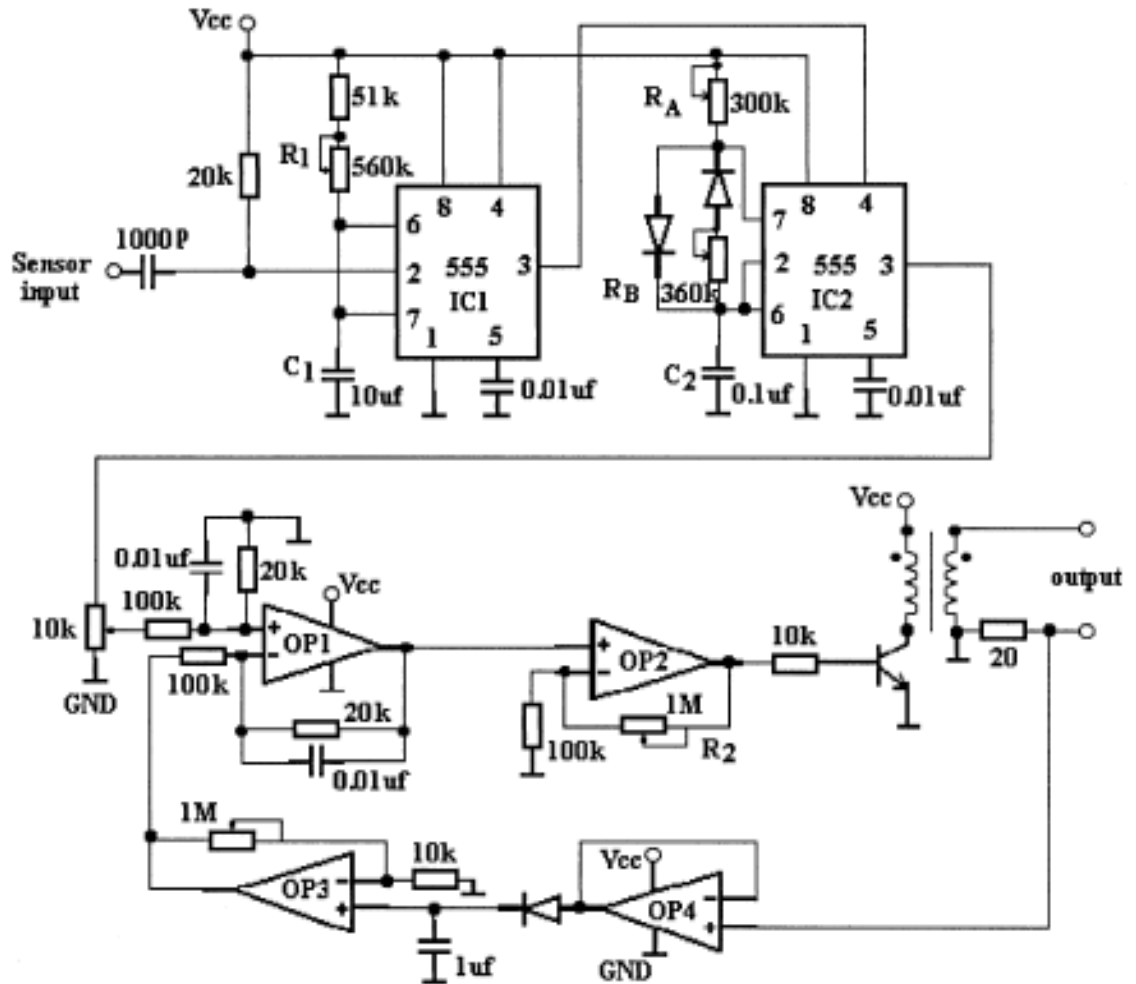 Vcc
51k
R1
560k
20k
1000P
Sensor
input
8 4
6
2
7
555
IC1
3
1 5
C1
10uf
0.01uf
RA
300k
RB
360k
8 4
7
2
6
555
IC2
3
1 5
C2
0.1uf
0.01uf
0.01uf
20k
Vcc
100k
10k
GND
+
-
OP1
100k
20k
0.01uf
+
-
OP2
100k
1M
R2
10k
Vcc
output
20
1M
OP3
-
+
10k
1uf
Vcc
OP4
-
+
GND